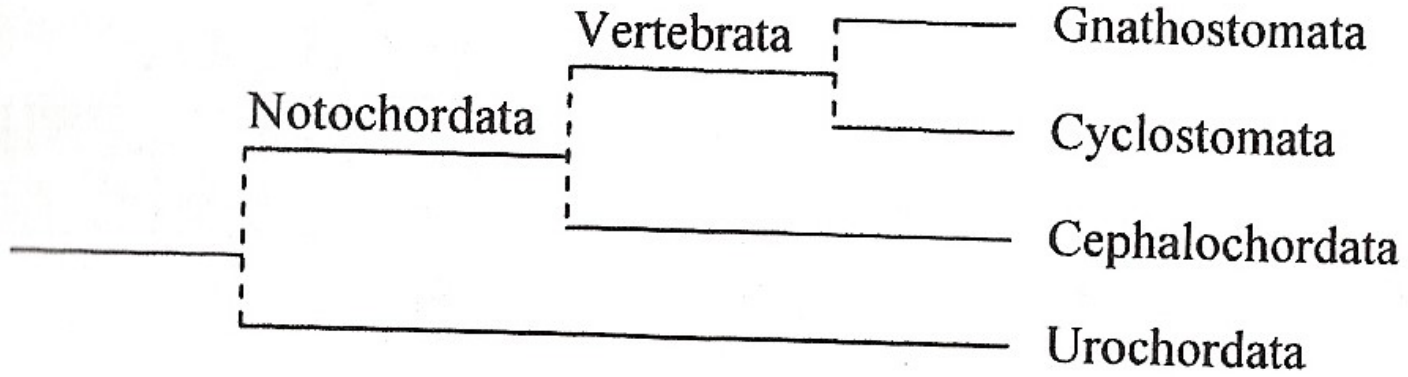 Gnathostomata
Vertebrata
Cyclostomata
Notochordata
Cephalochordata
Urochordata